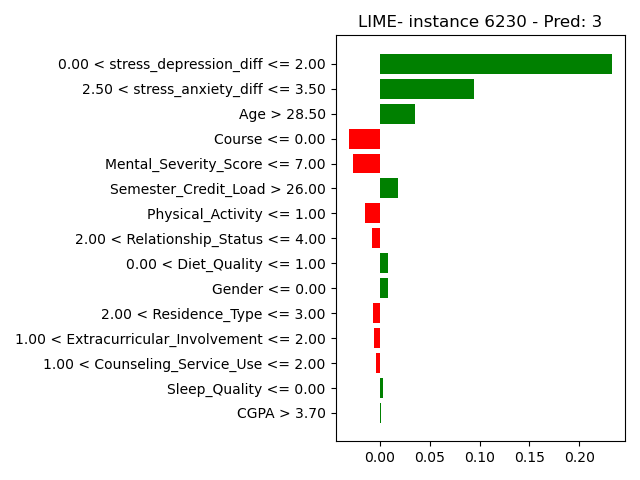 LIME- instance 6230 - Pred: 3
0.00 < stress_depression_diff <= 2.00
2.50 < stress_anxiety_diff <= 3.50
Age > 28.50
Course <= 0.00
Mental_Severity_Score <= 7.00
Semester_Credit_Load > 26.00
Physical_Activity <= 1.00
2.00 < Relationship_Status <= 4.00
0.00 < Diet_Quality <= 1.00
Gender <= 0.00
2.00 < Residence_Type <= 3.00
1.00 < Extracurricular_Involvement <= 2.00
1.00 < Counseling_Service_Use <= 2.00
Sleep_Quality <= 0.00
CGPA > 3.70
0.00 0.05 0.10 0.15 0.20